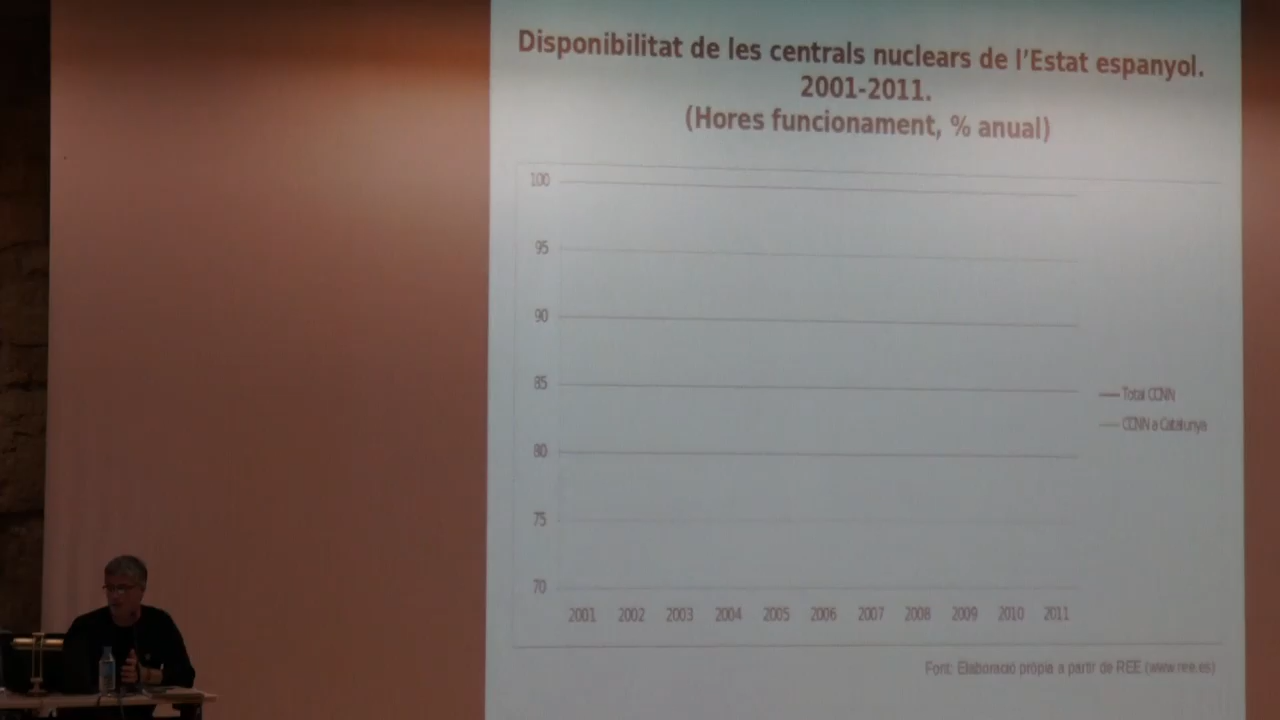 Disponibilitat de les centrals nuclears de l'Estat espanyol.
2001-2011.
(Hores funcionament, % anual)
100
95
90
85
80
75
70
2001 2002 2003 2004 2005 2006 2007 2008 2009 2010 2011
Total CCNN
CCNN a Catalunya
Font: Elaboració pròpia a partir de REE (www.ree.es)